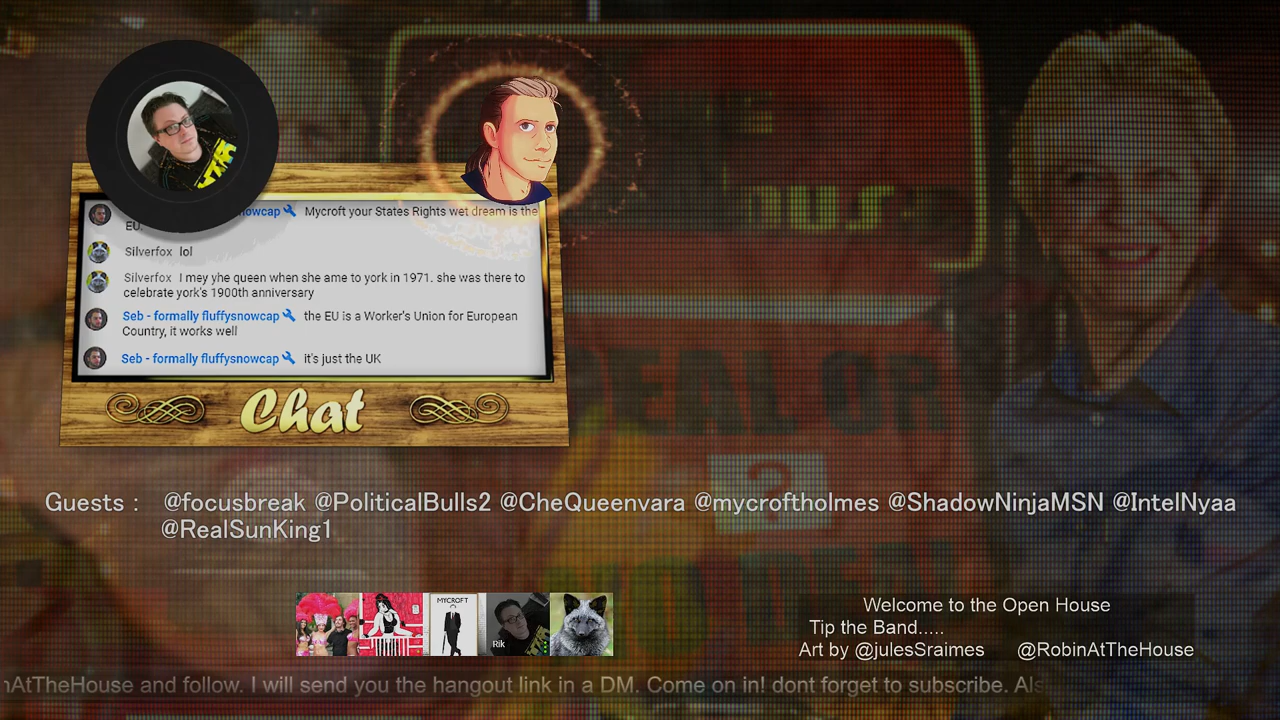 hus
owcap Mycroft your States Rights wet dream is the
EU.
Silverfox lol
Silverfox I mey yhe queen when she ame to york in 1971. she was there to
celebrate york's 1900th anniversary
Seb - formally fluffysnowcap the EU is a Worker's Union for European
Country, it works well
Seb - formally fluffysnowcap it's just the UK
Chat
DEAL OR
?
NO DEAL
Guests : @focusbreak @PoliticalBulls2 @CheQueenvara @mycroftholmes @ShadowNinjaMSN @IntelNyaa
@RealSunKing1
MYCROFT
Rik
Welcome to the Open House
Tip the Band.....
Art by @julesSraimes @RobinAtTheHouse
nAtTheHouse and follow. I will send you the hangout link in a DM. Come on in! dont forget to subscribe. Als